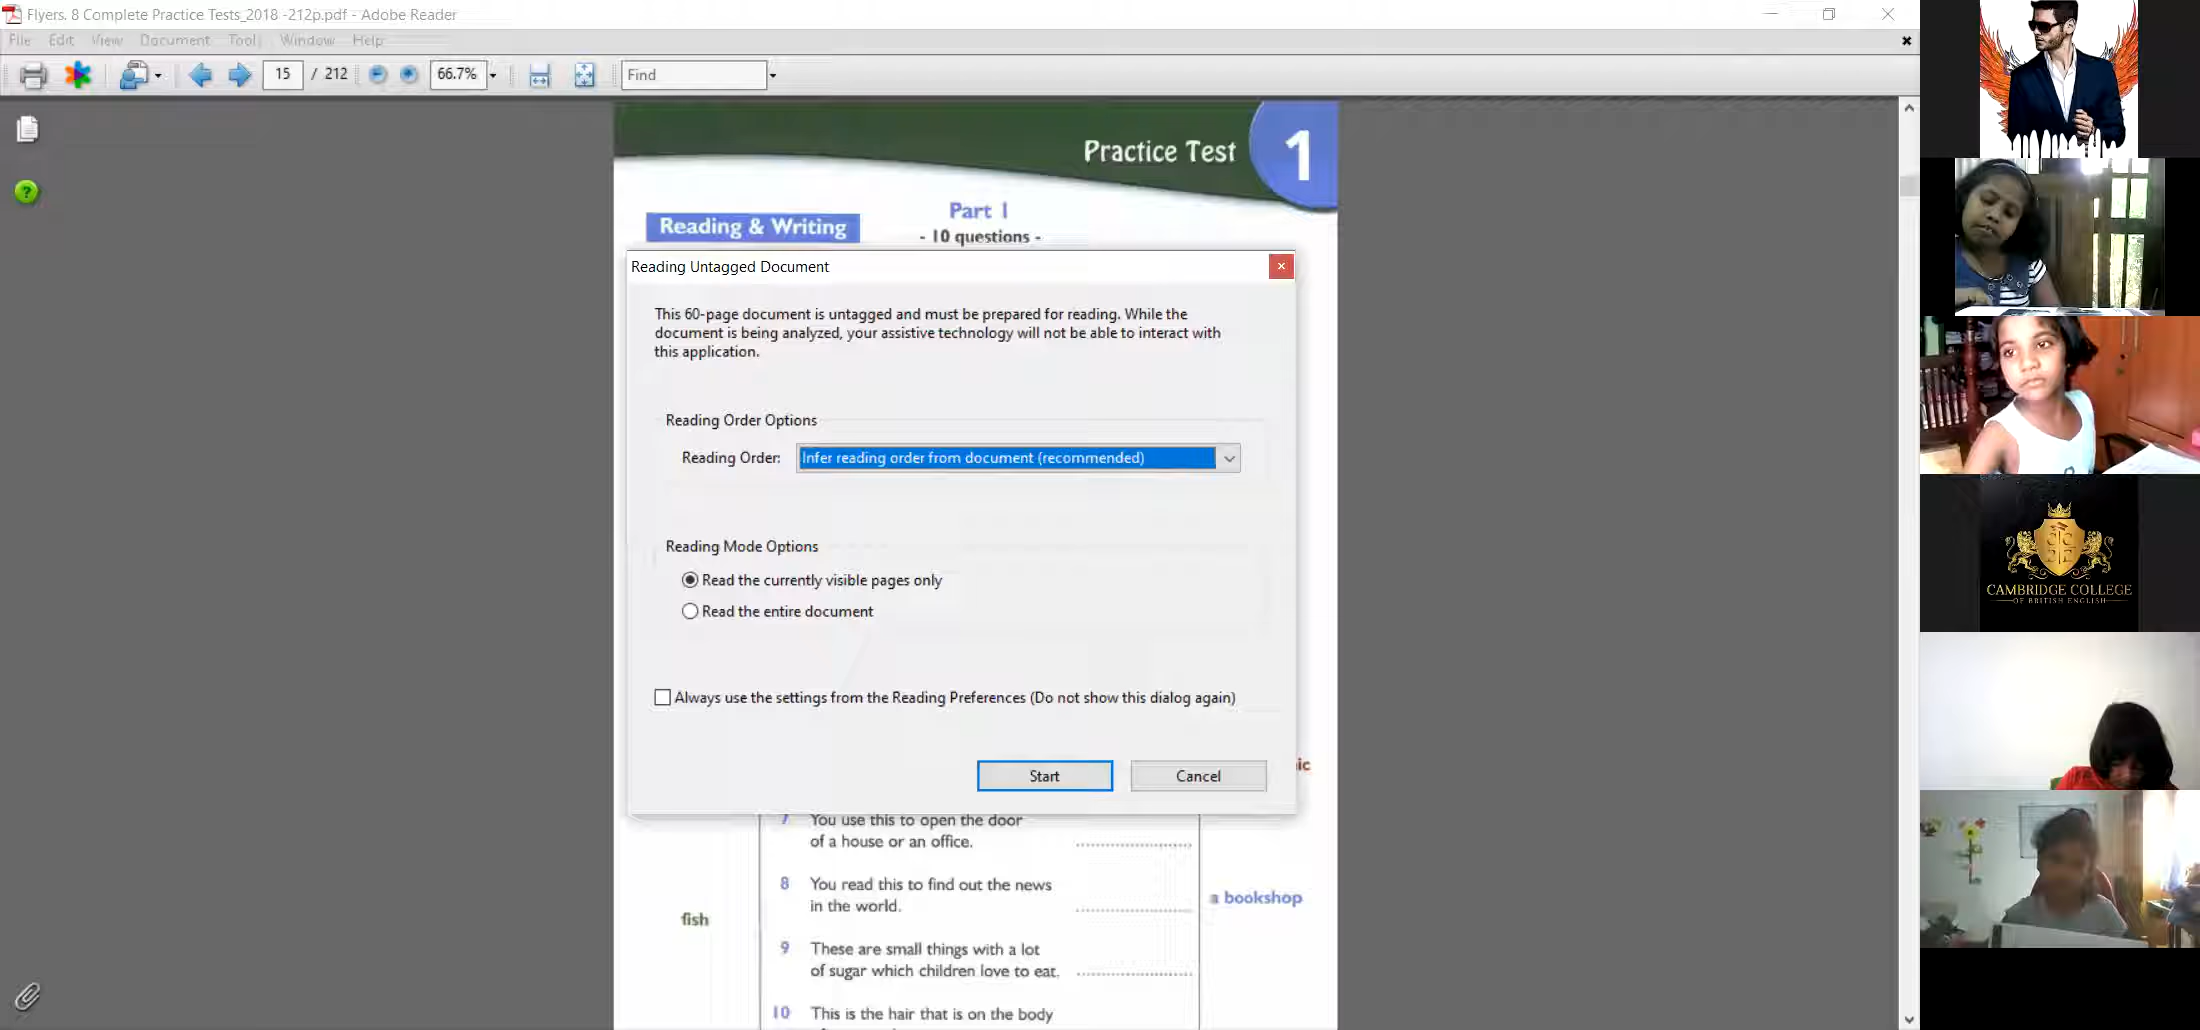 Flyers. 8 Complete Practice Tests_2018 -212p.pdf - Adobe Reader
File Edit View Document Tool Window Help
15 / 212 66.7% Find
Practice Test 1
Part 1
Reading & Writing
- 10 questions -
Reading Untagged Document
This 60-page document is untagged and must be prepared for reading. While the
document is being analyzed, your assistive technology will not be able to interact with
this application.
Reading Order Options
Reading Order: Infer reading order from document (recommended)
Reading Mode Options
Read the currently visible pages only
Read the entire document
Always use the settings from the Reading Preferences (Do not show this dialog again)
Start Cancel
ic
7 You use this to open the door
of a house or an office.
8 You read this to find out the news
in the world.
a bookshop
fish
9 These are small things with a lot
of sugar which children love to eat.
10 This is the hair that is on the body
CAMBRIDGE COLLEGE
OF BRITISH ENGLISH